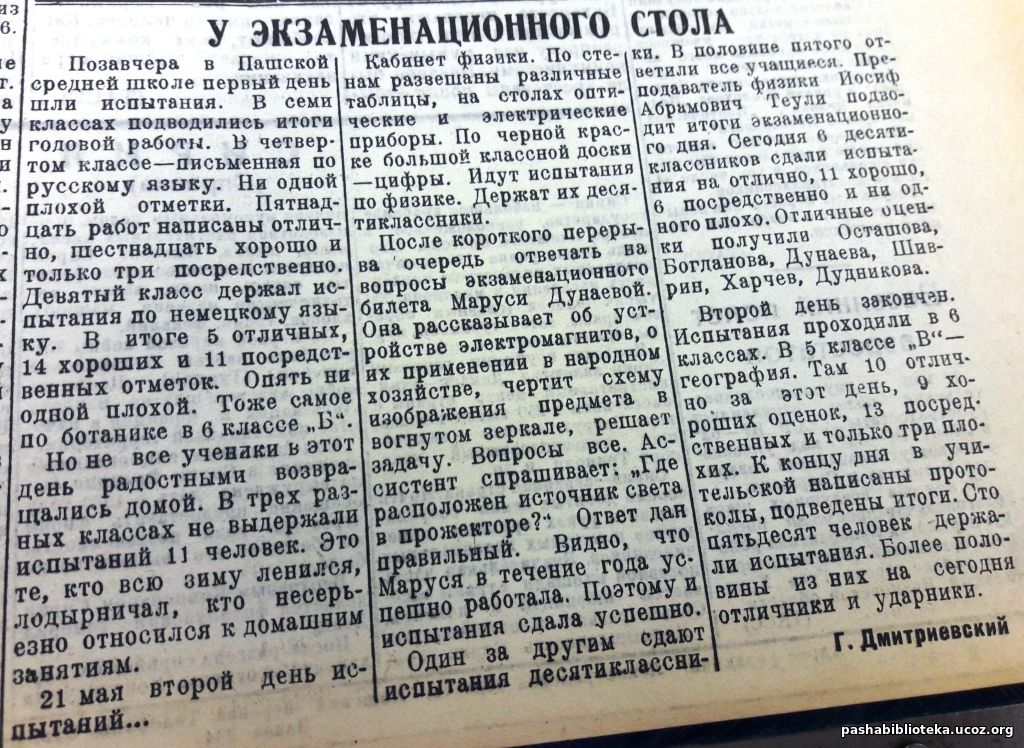 из
6.
У ЭКЗАМЕНАЦИОННОГО СТОЛА
Позавчера в Пашской
средней школе первый день
шли испытания. В семи
классах подводились итоги
годовой работы. В четвер-
том классе—письменная по
русскому языку. Ни одной
плохой отметки. Пятнад-
цать работ написаны отлич-
но, шестнадцать хорошо и
только три посредственно.
Девятый класс держал ис-
пытания по немецкому язы-
ку. В итоге 5 отличных,
14 хороших и 11 посредст-
венных отметок. Опять ни
одной плохой. Тоже самое
по ботанике в 6 классе „Б“.
Но не все ученики в этот
день радостными возвра-
щались домой. В трех раз-
ных классах не выдержали
испытаний 11 человек. Это
те, кто всю зиму ленился,
лодырничал, кто несерь-
езно относился к домашним
занятиям.
21 мая второй день ис-
пытаний...
Кабинет физики. По сте-
нам развешаны различные
таблицы, на столах опти-
ческие и электрические
приборы. По черной крас-
ке большой классной доски
—цифры. Идут испытания
по физике. Держат их деся-
тиклассники.
После короткого переры-
ва очередь отвечать на
вопросы экзаменационного
билета Маруси Дунаевой.
Она рассказывает об уст-
ройстве электромагнитов, о
их применении в народном
хозяйстве, чертит схему
изображения предмета в
вогнутом зеркале, решает
задачу. Вопросы все. Ас-
систент спрашивает: „Где
расположен источник света
в прожекторе?“ Ответ дан
правильный. Видно, что
Маруся в течение года ус-
пешно работала. Поэтому и
испытания сдала успешно.
Один за другим сдают
испытания десятиклассни-
ки. В половине пятого от-
ветили все учащиеся. Пре-
подаватель физики Иосиф
Абрамович Теули подво-
дит итоги экзаменационно-
го дня. Сегодня 6 десяти-
классников сдали испыта-
ния на отлично, 11 хорошо,
6 посредственно и ни од-
ного плохо. Отличные оцен-
ки получили Осташова,
Богданова, Дунаева, Шив-
рин, Харчев, Дудникова.
Второй день закончен.
Испытания проходили в 6
классах. В 5 классе „В“—
география. Там 10 отлич-
но за этот день, 9 хо-
роших оценок, 13 посред-
ственных и только три пло-
хих. К концу дня в учи-
тельской написаны прото-
колы, подведены итоги. Сто
пятьдесят человек держа-
ли испытания. Более поло-
вины из них на сегодня
отличники и ударники.
Г. Дмитриевский
pashabiblioteka.ucoz.org